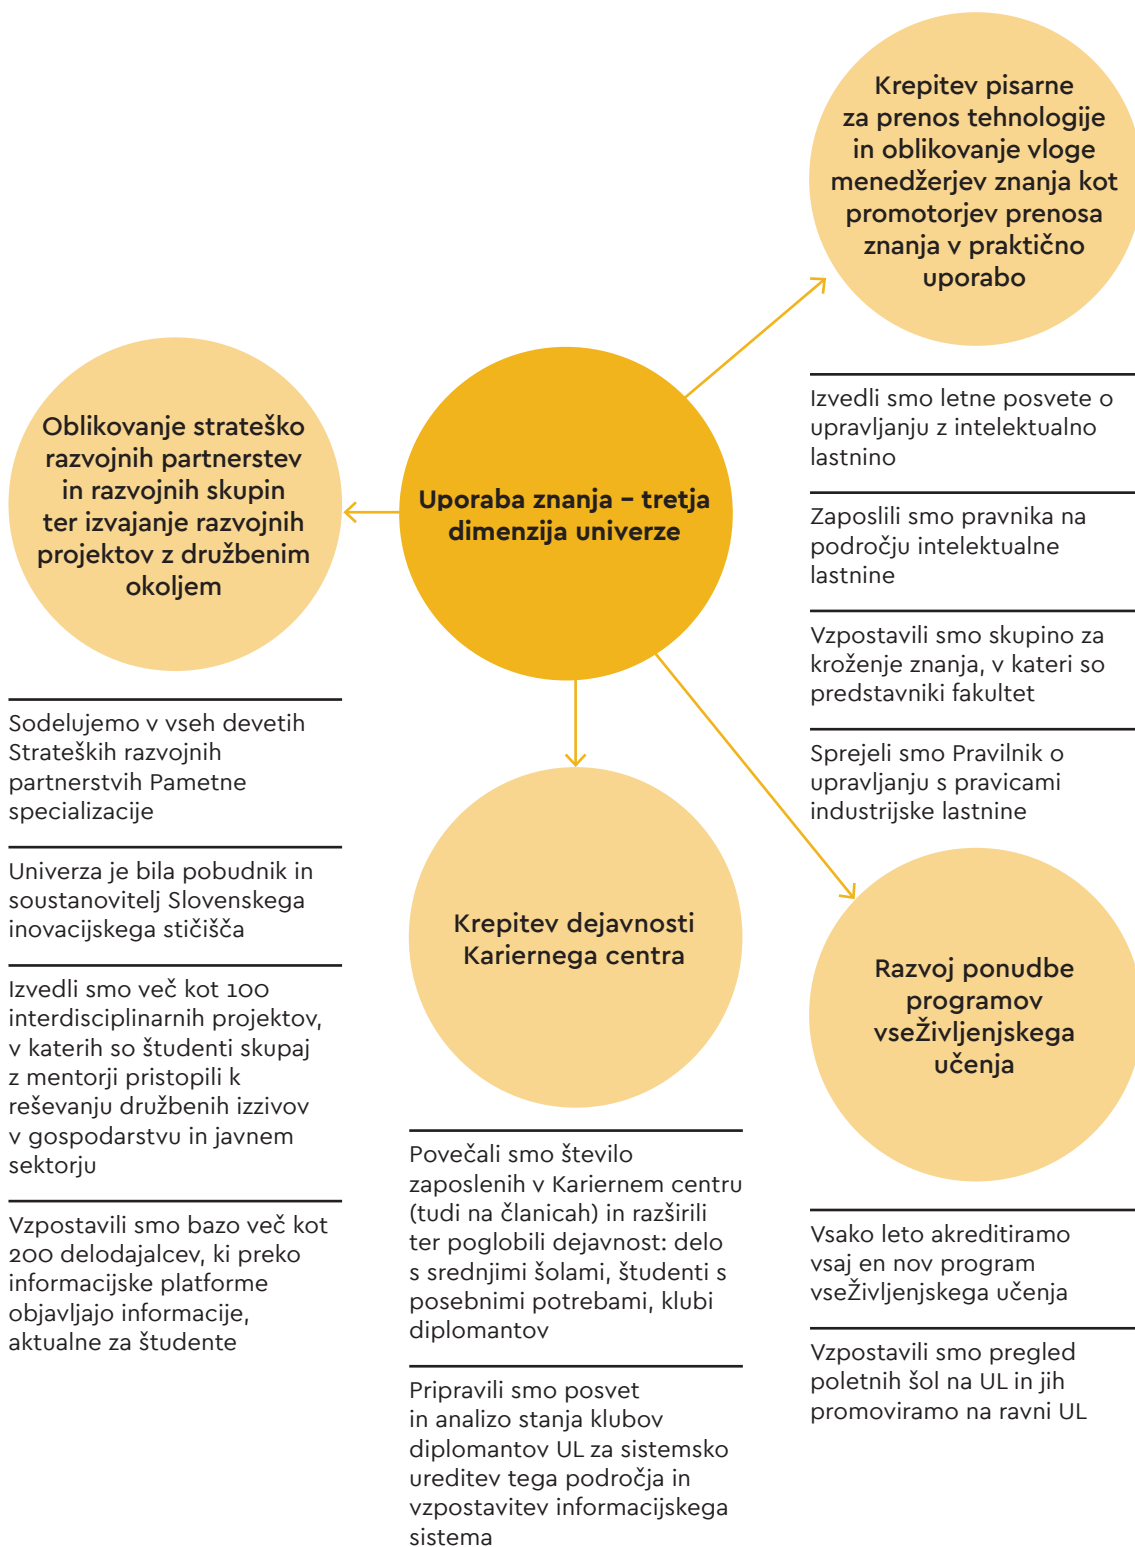 Krepitev pisarne
za prenos tehnologije
in oblikovanje vloge
menedžerjev znanja kot
promotorjev prenosa
znanja v praktično
uporabo
Izvedli smo letne posvete o
upravljanju z intelektualno
lastnino
Zaposlili smo pravnika na
področju intelektualne
lastnine
Vzpostavili smo skupino za
kroženje znanja, v kateri so
predstavniki fakultet
Sprejeli smo Pravilnik o
upravljanju s pravicami
industrijske lastnine
Uporaba znanja – tretja
dimenzija univerze
Oblikovanje strateško
razvojnih partnerstev
in razvojnih skupin
ter izvajanje razvojnih
projektov z družbenim
okoljem
Sodelujemo v vseh devetih
Strateških razvojnih
partnerstvih Pametne
specializacije
Univerza je bila pobudnik in
soustanovitelj Slovenskega
inovacijskega stičišča
Izvedli smo več kot 100
interdisciplinarnih projektov,
v katerih so študenti skupaj
z mentorji pristopili k
reševanju družbenih izzivov
v gospodarstvu in javnem
sektorju
Vzpostavili smo bazo več kot
200 delodajalcev, ki preko
informacijske platforme
objavljajo informacije,
aktualne za študente
Krepitev dejavnosti
Kariernega centra
Povečali smo število
zaposlenih v Kariernem centru
(tudi na članicah) in razširili
ter poglobili dejavnost: delo
s srednjimi šolami, študenti s
posebnimi potrebami, klubi
diplomantov
Pripravili smo posvet
in analizo stanja klubov
diplomantov UL za sistemsko
ureditev tega področja in
vzpostavitev informacijskega
sistema
Razvoj ponudbe
programov
vseŽivljenjskega
učenja
Vsako leto akreditiramo
vsaj en nov program
vseŽivljenjskega učenja
Vzpostavili smo pregled
poletnih šol na UL in jih
promoviramo na ravni UL